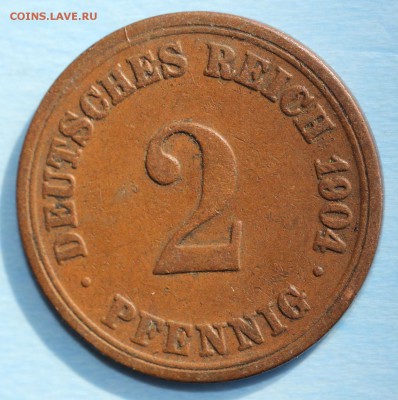 COINS.LAVE.RU
· DEUTSCHES REICH 1904 ·
2
PFENNIG